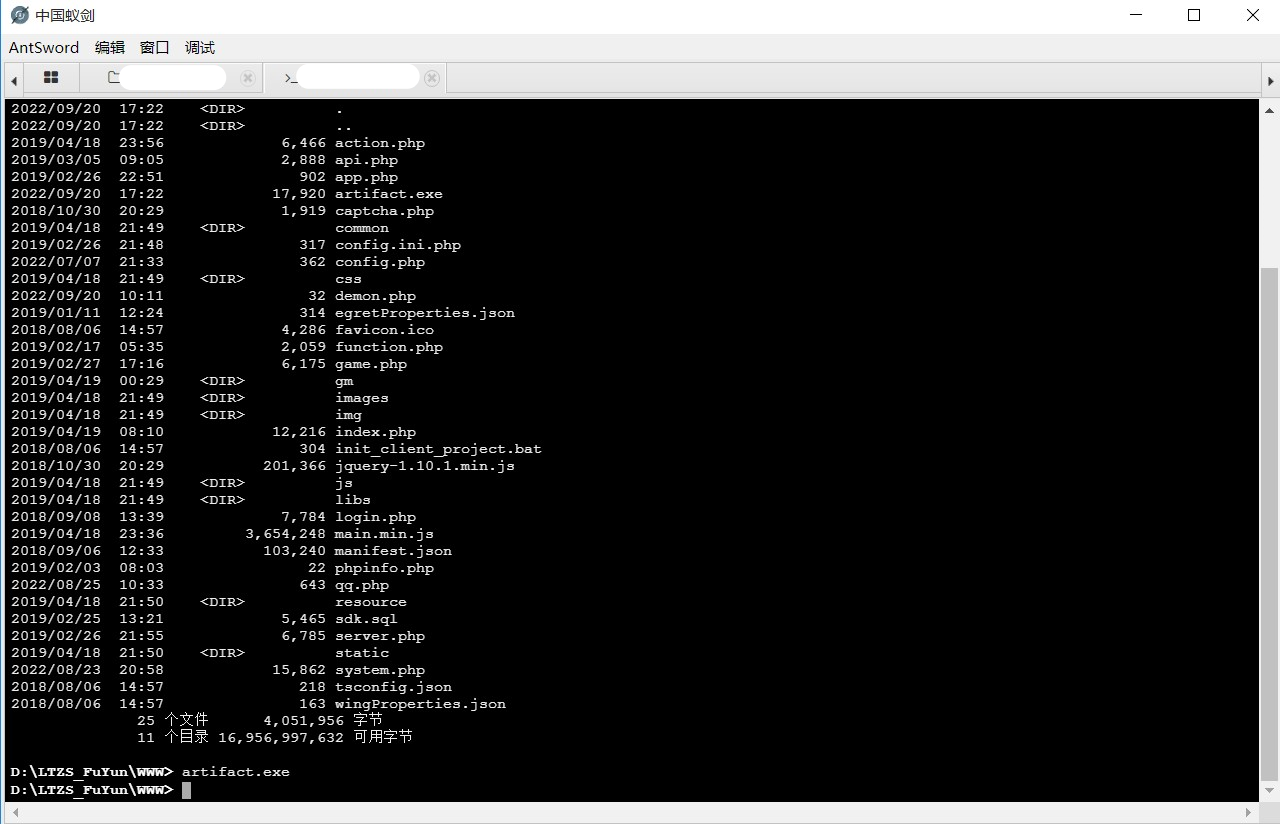 中国蚁剑
AntSword 编辑 窗口 调试
2022/09/20 17:22 <DIR> .
2022/09/20 17:22 <DIR> ..
2019/04/18 23:56 6,466 action.php
2019/03/05 09:05 2,888 api.php
2019/02/26 22:51 902 app.php
2022/09/20 17:22 17,920 artifact.exe
2018/10/30 20:29 1,919 captcha.php
2019/04/18 21:49 <DIR> common
2019/02/26 21:48 317 config.ini.php
2022/07/07 21:33 362 config.php
2019/04/18 21:49 <DIR> css
2022/09/20 10:11 32 demon.php
2019/01/11 12:24 314 egretProperties.json
2018/08/06 14:57 4,286 favicon.ico
2019/02/17 05:35 2,059 function.php
2019/02/27 17:16 6,175 game.php
2019/04/19 00:29 <DIR> gm
2019/04/18 21:49 <DIR> images
2019/04/18 21:49 <DIR> img
2019/04/19 08:10 12,216 index.php
2018/08/06 14:57 304 init_client_project.bat
2018/10/30 20:29 201,366 jquery-1.10.1.min.js
2019/04/18 21:49 <DIR> js
2019/04/18 21:49 <DIR> libs
2018/09/08 13:39 7,784 login.php
2019/04/18 23:36 3,654,248 main.min.js
2018/09/06 12:33 103,240 manifest.json
2019/02/03 08:03 22 phpinfo.php
2022/08/25 10:33 643 qq.php
2019/04/18 21:50 <DIR> resource
2019/02/25 13:21 5,465 sdk.sql
2019/02/26 21:55 6,785 server.php
2019/04/18 21:50 <DIR> static
2022/08/23 20:58 15,862 system.php
2018/08/06 14:57 218 tsconfig.json
2018/08/06 14:57 163 wingProperties.json
25 个文件 4,051,956 字节
11 个目录 16,956,997,632 可用字节
D:\LTZS_FuYun\WWW> artifact.exe
D:\LTZS_FuYun\WWW>